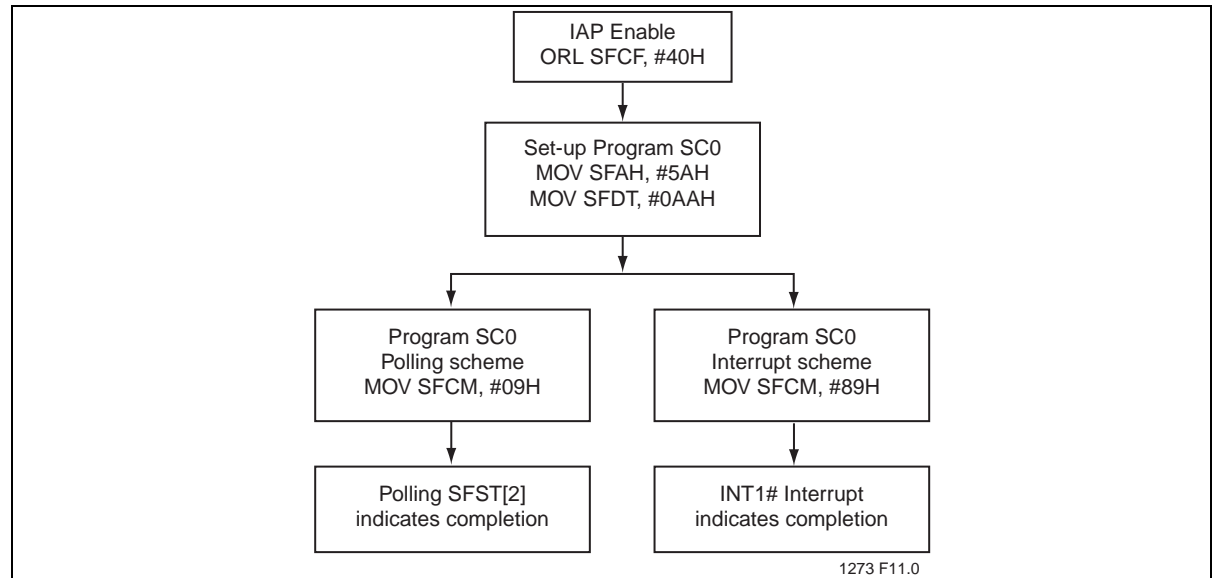 IAP Enable
ORL SFCF, #40H
Set-up Program SC0
MOV SFAH, #5AH
MOV SFDT, #0AAH
Program SC0
Polling scheme
MOV SFCM, #09H
Program SC0
Interrupt scheme
MOV SFCM, #89H
Polling SFST[2]
indicates completion
INT1# Interrupt
indicates completion
1273 F11.0